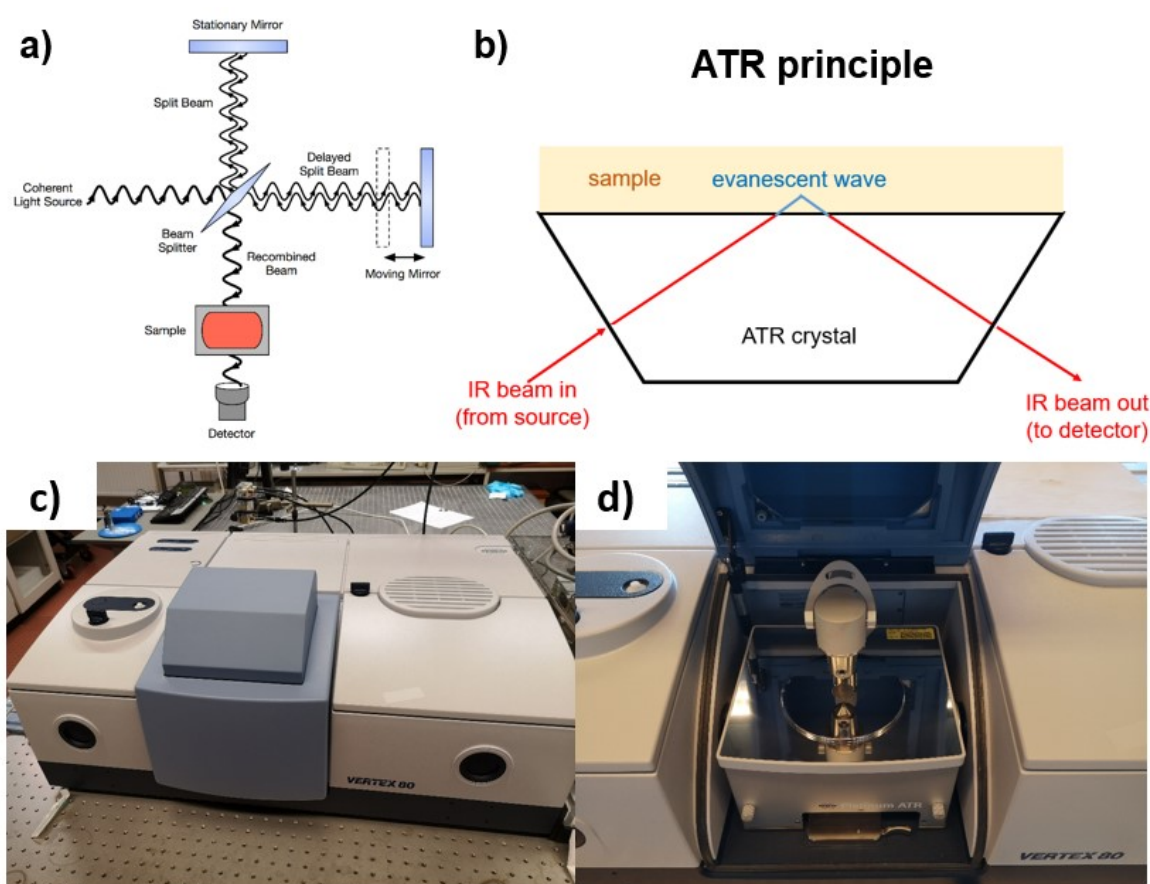 a)
Stationary Mirror
Split Beam
Delayed
Split Beam
Coherent
Light Source
Beam
Splitter
Recombined
Beam
Moving Mirror
Sample
Detector
b)
ATR principle
sample
evanescent wave
ATR crystal
IR beam in
(from source)
IR beam out
(to detector)
c)
VERTEX 80
d)
Platinum ATR
VERTEX 80